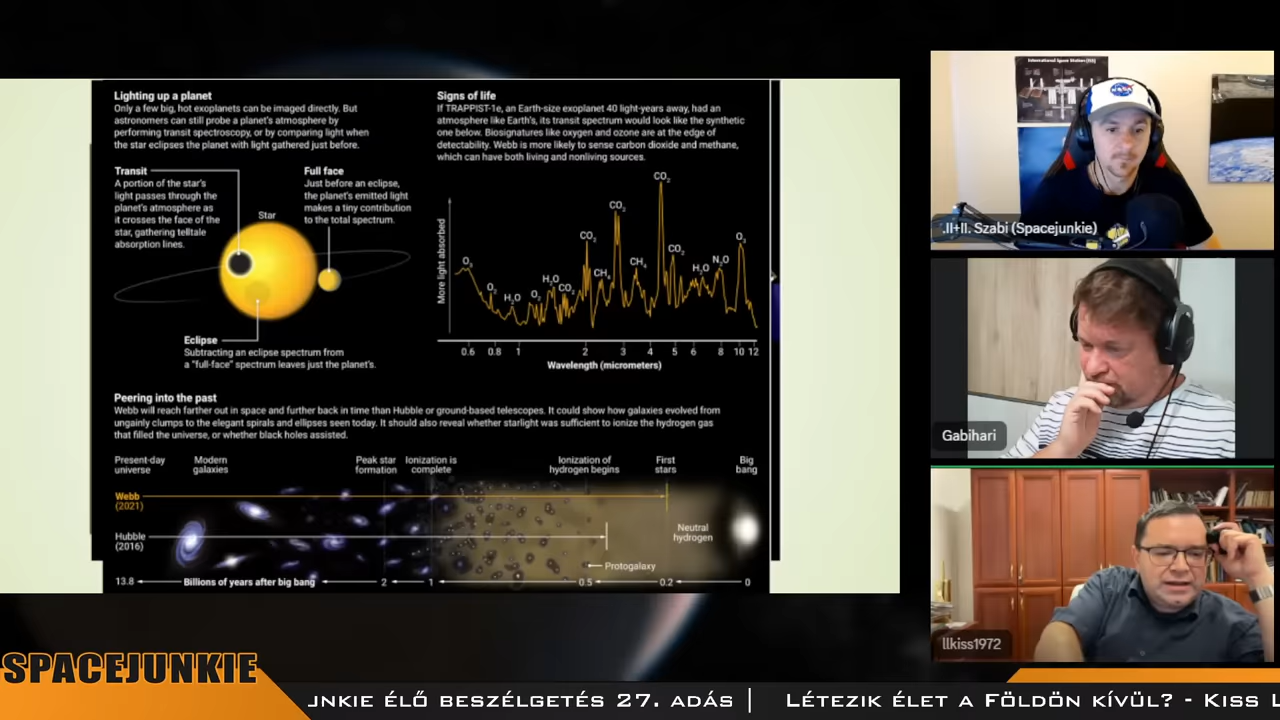 Lighting up a planet
Only a few big, hot exoplanets can be imaged directly. But
astronomers can still probe a planet's atmosphere by
performing transit spectroscopy, or by comparing light when
the star eclipses the planet with light gathered just before.
Transit
A portion of the star's
light passes through the
planet's atmosphere as
it crosses the face of the
star, gathering telltale
absorption lines.
Full face
Just before an eclipse,
the planet's emitted light
makes a tiny contribution
to the total spectrum.
Star
Eclipse
Subtracting an eclipse spectrum from
a "full-face" spectrum leaves just the planet's.
Signs of life
If TRAPPIST-1e, an Earth-size exoplanet 40 light-years away, had an
atmosphere like Earth's, its transit spectrum would look like the synthetic
one below. Biosignatures like oxygen and ozone are at the edge of
detectability. Webb is more likely to sense carbon dioxide and methane,
which can have both living and nonliving sources.
More light absorbed
O₃
O₂
H₂O
O₂
H₂O
CO₂
CO₂
CH₄
CO₂
CH₄
CO₂
CO₂
H₂O
N₂O
O₃
0.6 0.8 1 2 3 4 5 6 8 10 12
Wavelength (micrometers)
Peering into the past
Webb will reach farther out in space and further back in time than Hubble or ground-based telescopes. It could show how galaxies evolved from
ungainly clumps to the elegant spirals and ellipses seen today. It should also reveal whether starlight was sufficient to ionize the hydrogen gas
that filled the universe, or whether black holes assisted.
Present-day
universe
Modern
galaxies
Peak star
formation
Ionization is
complete
Ionization of
hydrogen begins
First
stars
Big
bang
Webb
(2021)
Hubble
(2016)
Neutral
hydrogen
Protogalaxy
13.8 Billions of years after big bang 2 1 0.5 0.2 0
International Space Station (ISS)
NASA
.II+II. Szabi (Spacejunkie)
Gabihari
llkiss1972
SPACEJUNKIE
JNKIE ÉLŐ BESZÉLGETÉS 27. ADÁS | LÉTEZIK ÉLET A FÖLDÖN KÍVÜL? - KISS L